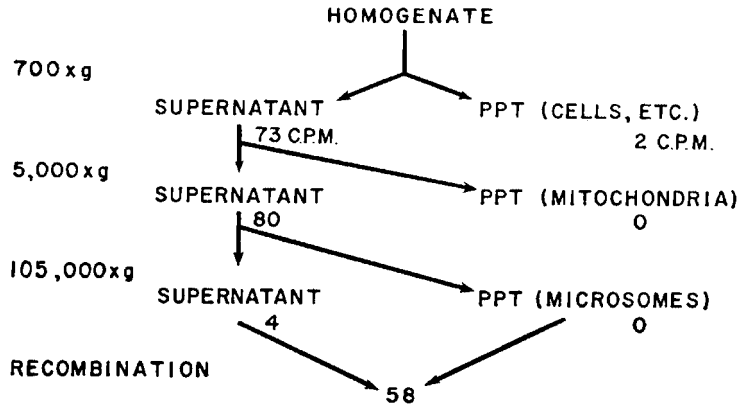 HOMOGENATE
700xg
SUPERNATANT PPT (CELLS, ETC.)
73 C.P.M. 2 C.P.M.
5,000xg
SUPERNATANT PPT (MITOCHONDRIA)
80 0
105,000xg
SUPERNATANT PPT (MICROSOMES)
4 0
RECOMBINATION
58